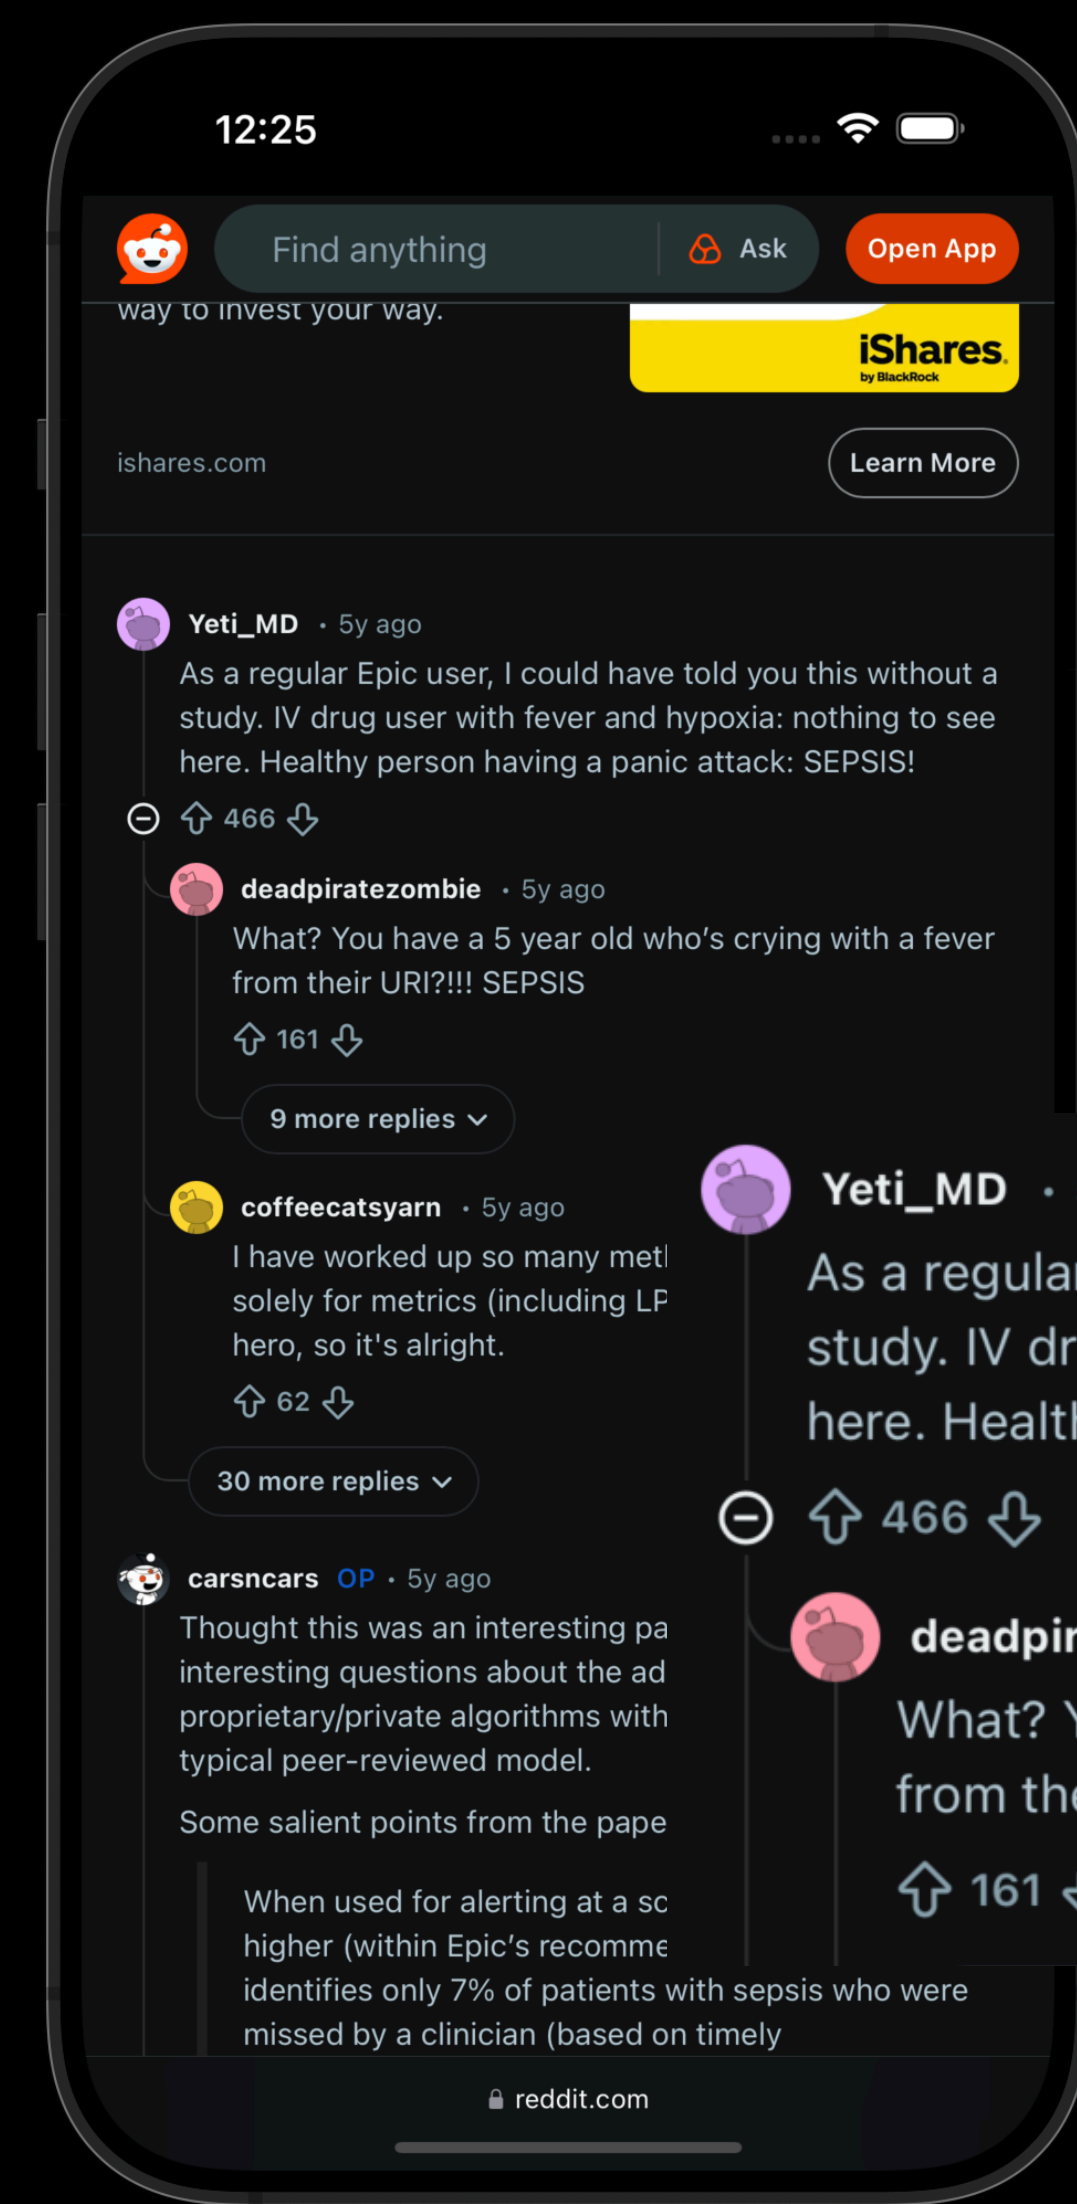 12:25
Find anything
Ask
Open App
way to invest your way.
iShares.
by BlackRock
ishares.com
Learn More
Yeti_MD • 5y ago
As a regular Epic user, I could have told you this without a
study. IV drug user with fever and hypoxia: nothing to see
here. Healthy person having a panic attack: SEPSIS!
466
deadpiratezombie • 5y ago
What? You have a 5 year old who’s crying with a fever
from their URI?!!! SEPSIS
161
9 more replies
coffeecatsyarn • 5y ago
I have worked up so many
solely for metrics (including LP
hero, so it's alright.
62
30 more replies
carsncars OP • 5y ago
Thought this was an interesting pa
interesting questions about the ad
proprietary/private algorithms with
typical peer-reviewed model.
Some salient points from the pape
When used for alerting at a sc
higher (within Epic’s recomme
identifies only 7% of patients with sepsis who were
missed by a clinician (based on timely
Yeti_MD •
As a regular
study. IV dr
here. Health
466
deadpir
What?
from the
161
reddit.com